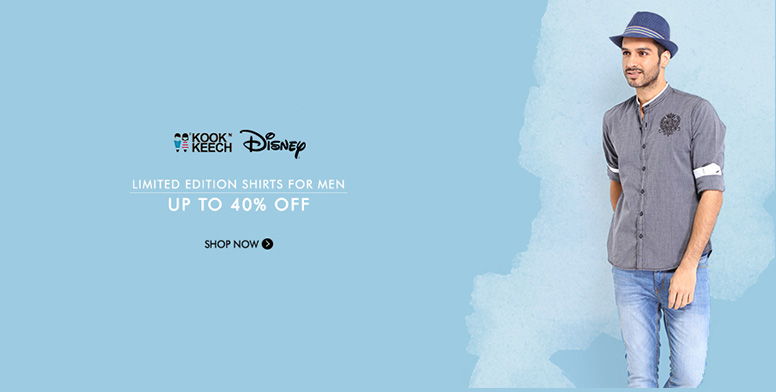 KOOK N
KEECH
Disney
LIMITED EDITION SHIRTS FOR MEN
UP TO 40% OFF
SHOP NOW